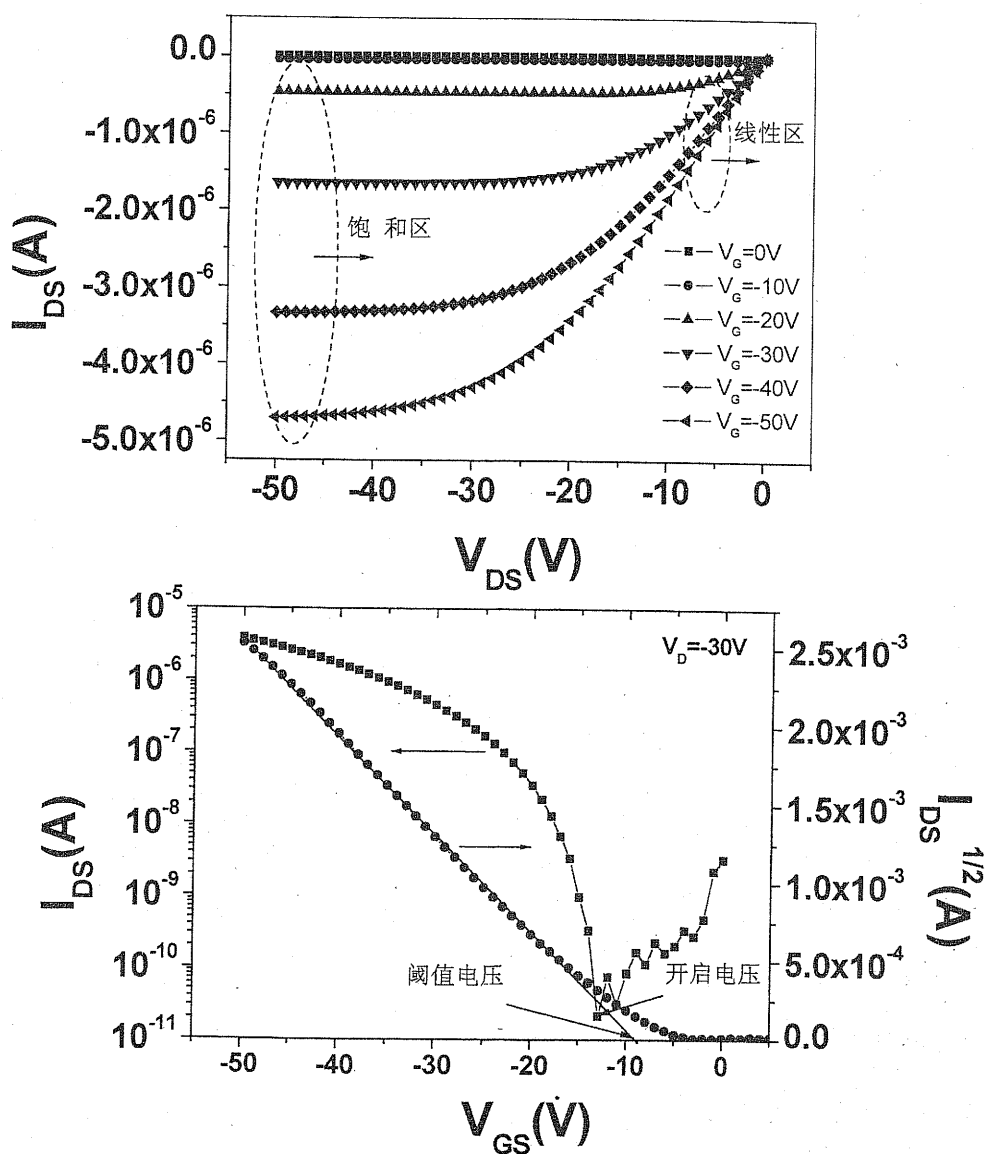 0.0
-1.0x10⁻⁶
-2.0x10⁻⁶
-3.0x10⁻⁶
-4.0x10⁻⁶
-5.0x10⁻⁶
I_DS(A)
线性区
饱 和区
V_G=0V
V_G=-10V
V_G=-20V
V_G=-30V
V_G=-40V
V_G=-50V
-50 -40 -30 -20 -10 0
V_DS(V)
10⁻⁵
10⁻⁶
10⁻⁷
10⁻⁸
10⁻⁹
10⁻¹⁰
10⁻¹¹
I_DS(A)
V_D=-30V
2.5x10⁻³
2.0x10⁻³
1.5x10⁻³
1.0x10⁻³
5.0x10⁻⁴
0.0
I_DS^1/2(A)
阈值电压
开启电压
-50 -40 -30 -20 -10 0
V_GS(V)